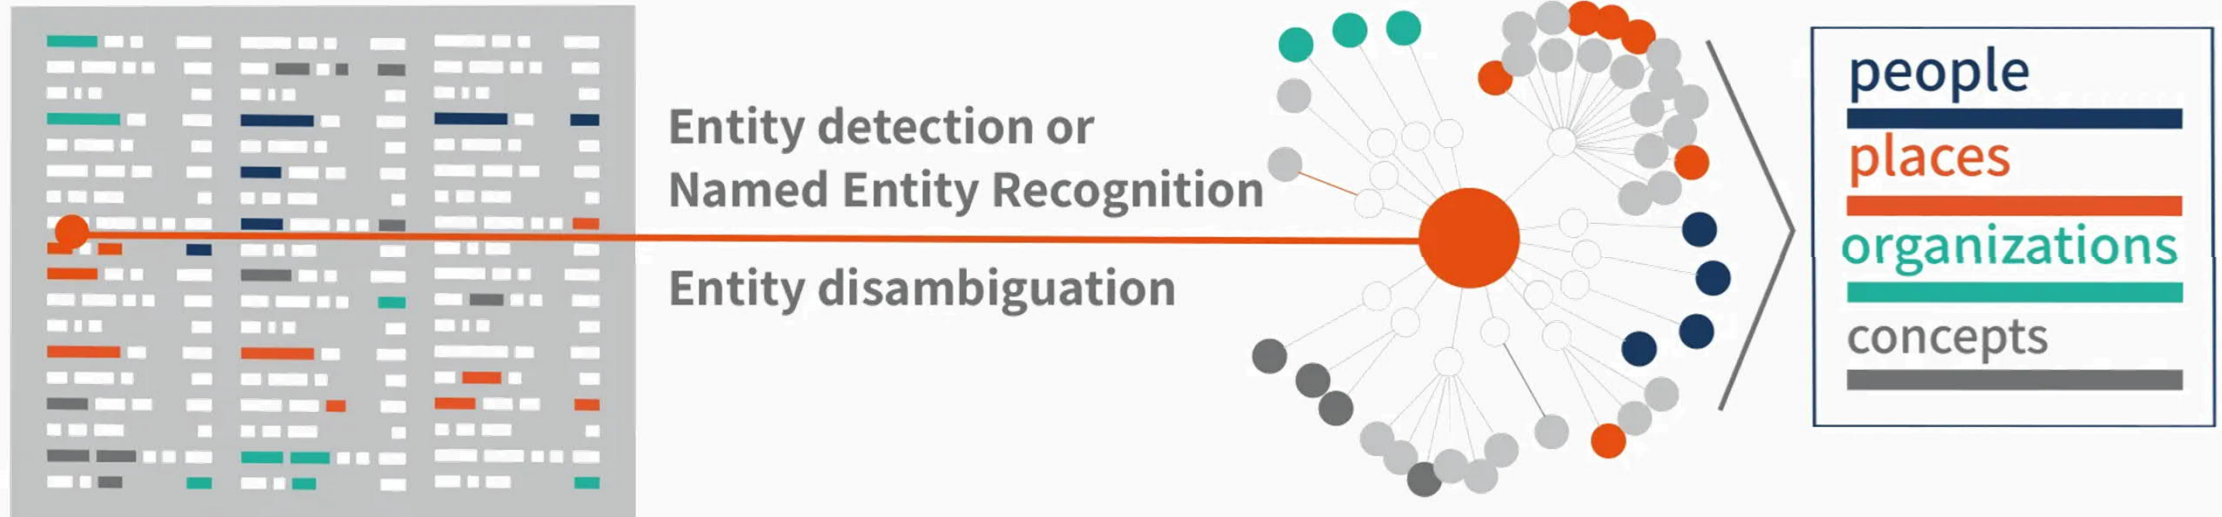 Entity detection or
Named Entity Recognition
Entity disambiguation
people
places
organizations
concepts